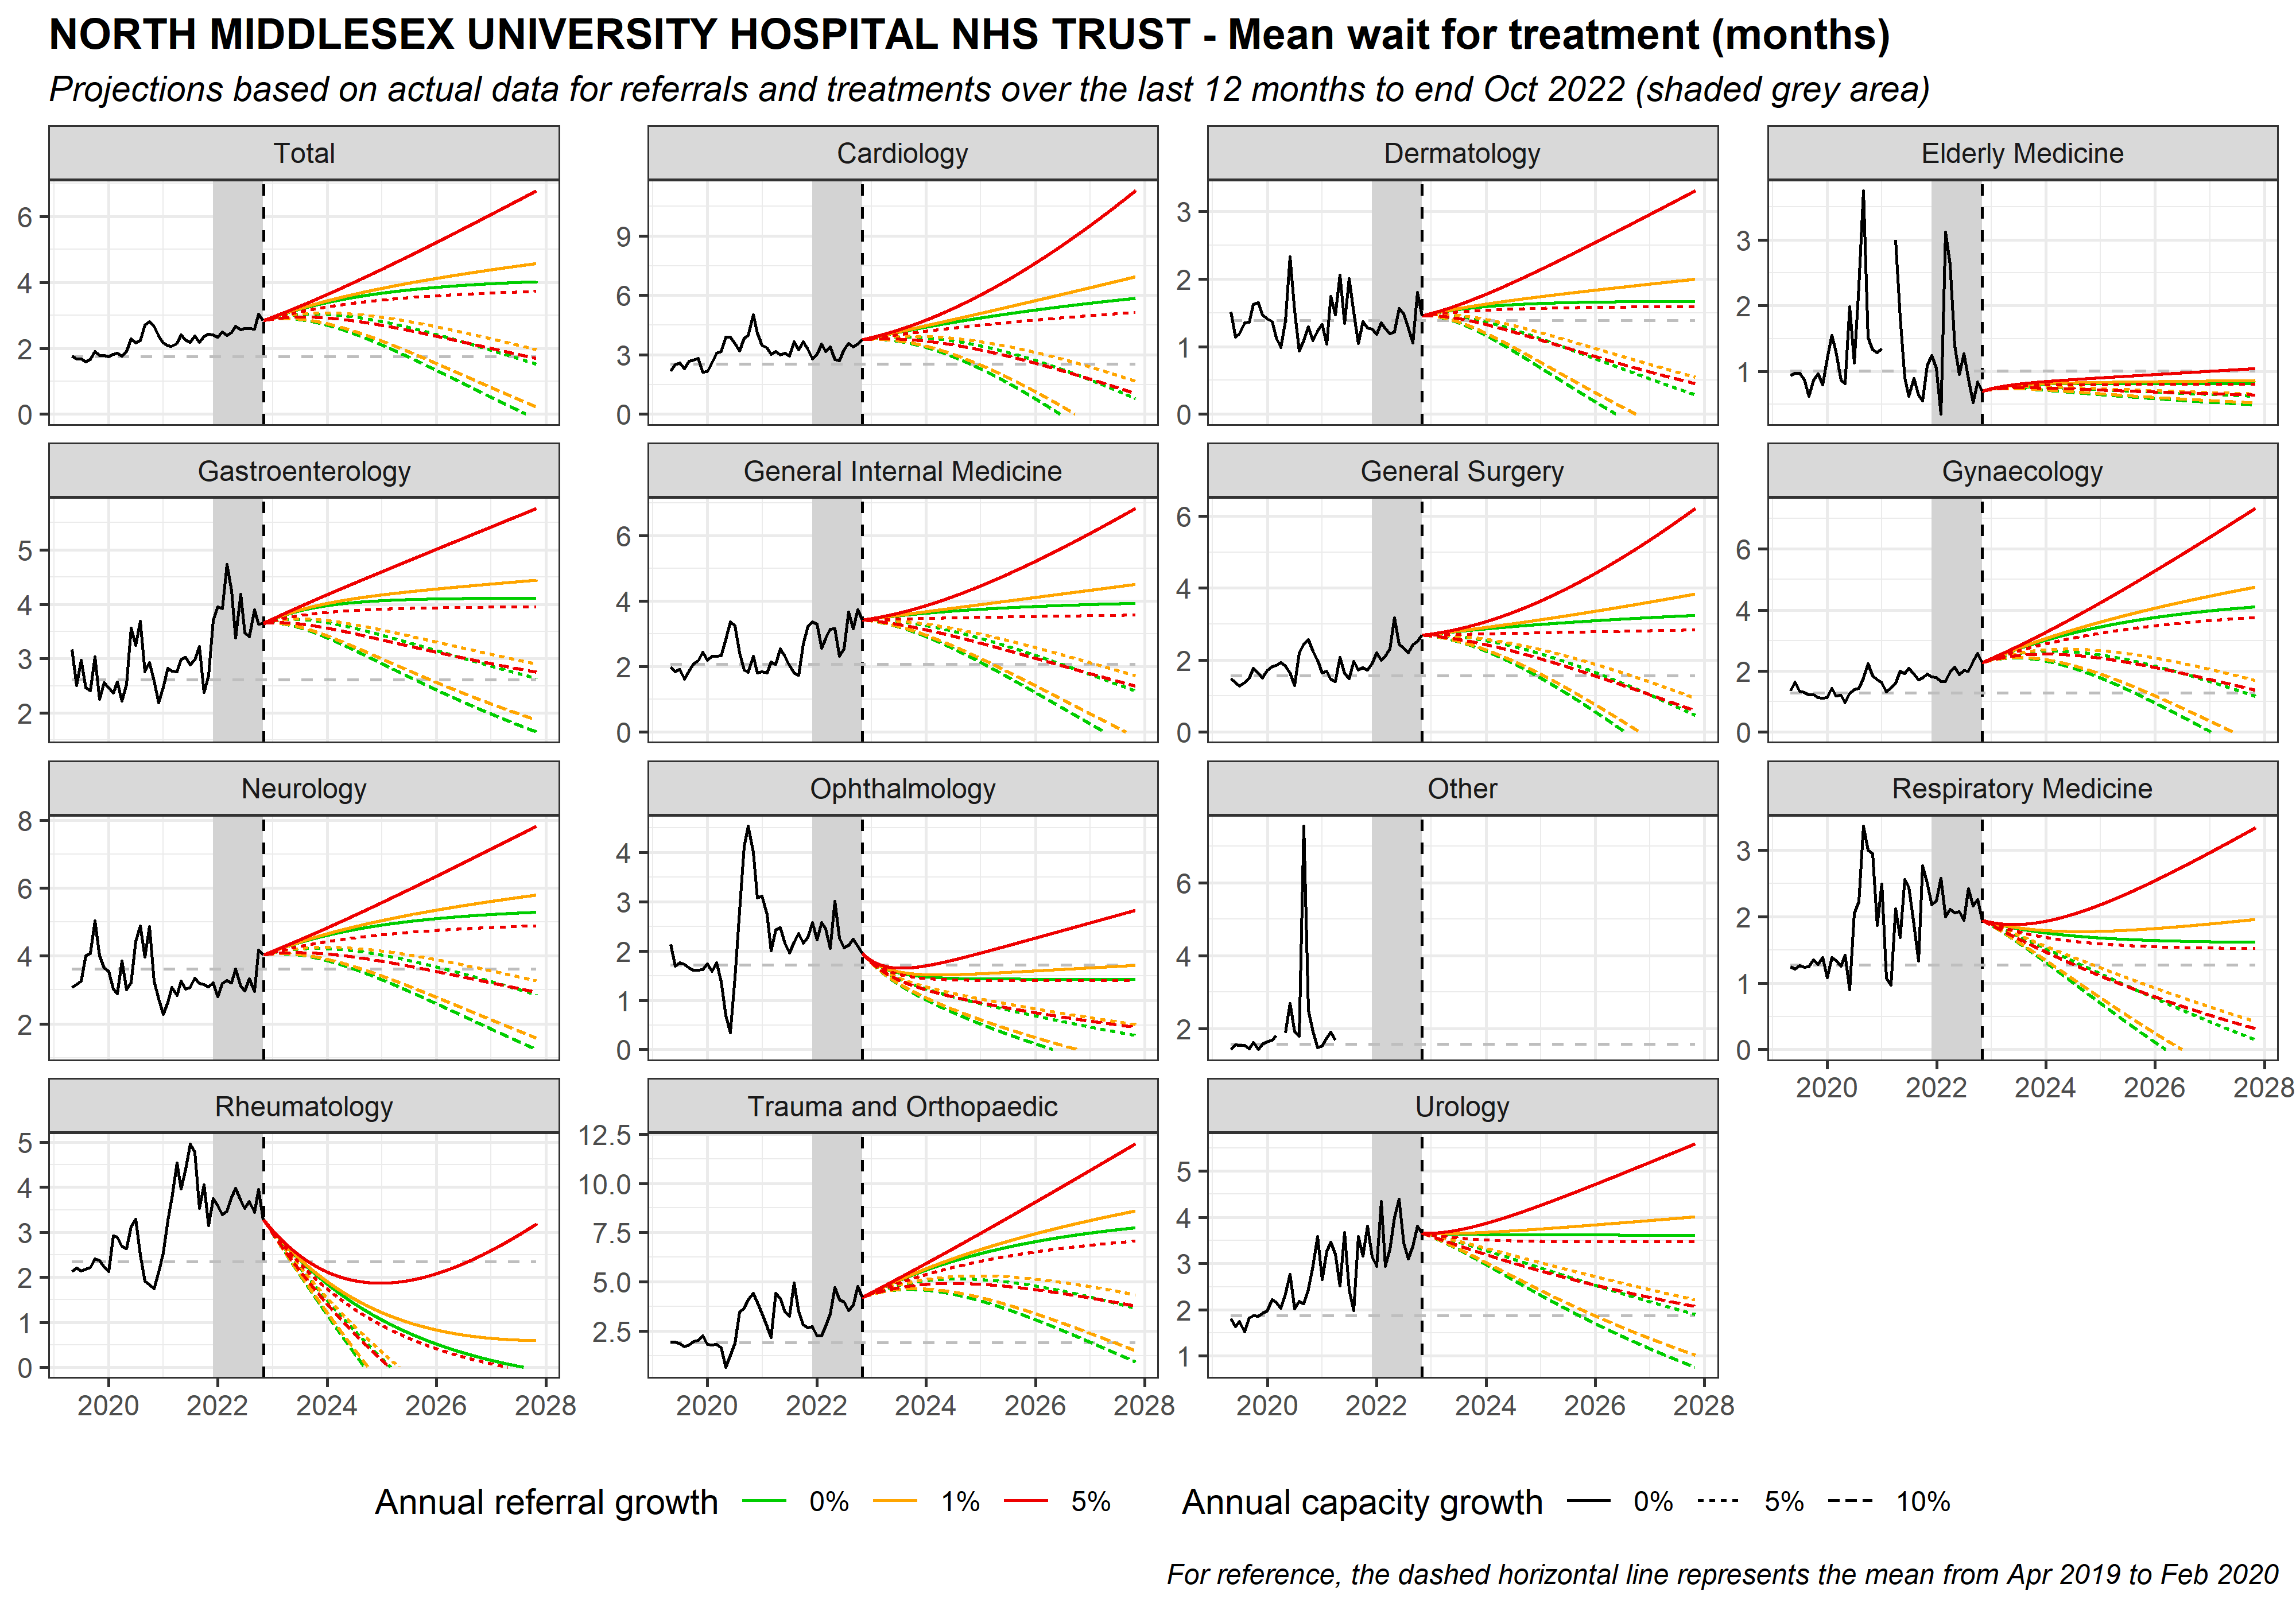 NORTH MIDDLESEX UNIVERSITY HOSPITAL NHS TRUST - Mean wait for treatment (months)
Projections based on actual data for referrals and treatments over the last 12 months to end Oct 2022 (shaded grey area)
Total
6
4
2
0
Cardiology
9
6
3
0
Dermatology
3
2
1
0
Elderly Medicine
3
2
1
Gastroenterology
5
4
3
2
General Internal Medicine
6
4
2
0
General Surgery
6
4
2
0
Gynaecology
6
4
2
0
Neurology
8
6
4
2
Ophthalmology
4
3
2
1
0
Other
6
4
2
Respiratory Medicine
3
2
1
0
2020 2022 2024 2026 2028
Rheumatology
5
4
3
2
1
0
2020 2022 2024 2026 2028
Trauma and Orthopaedic
12.5
10.0
7.5
5.0
2.5
2020 2022 2024 2026 2028
Urology
5
4
3
2
1
2020 2022 2024 2026 2028
Annual referral growth 0% 1% 5% Annual capacity growth 0% 5% 10%
For reference, the dashed horizontal line represents the mean from Apr 2019 to Feb 2020